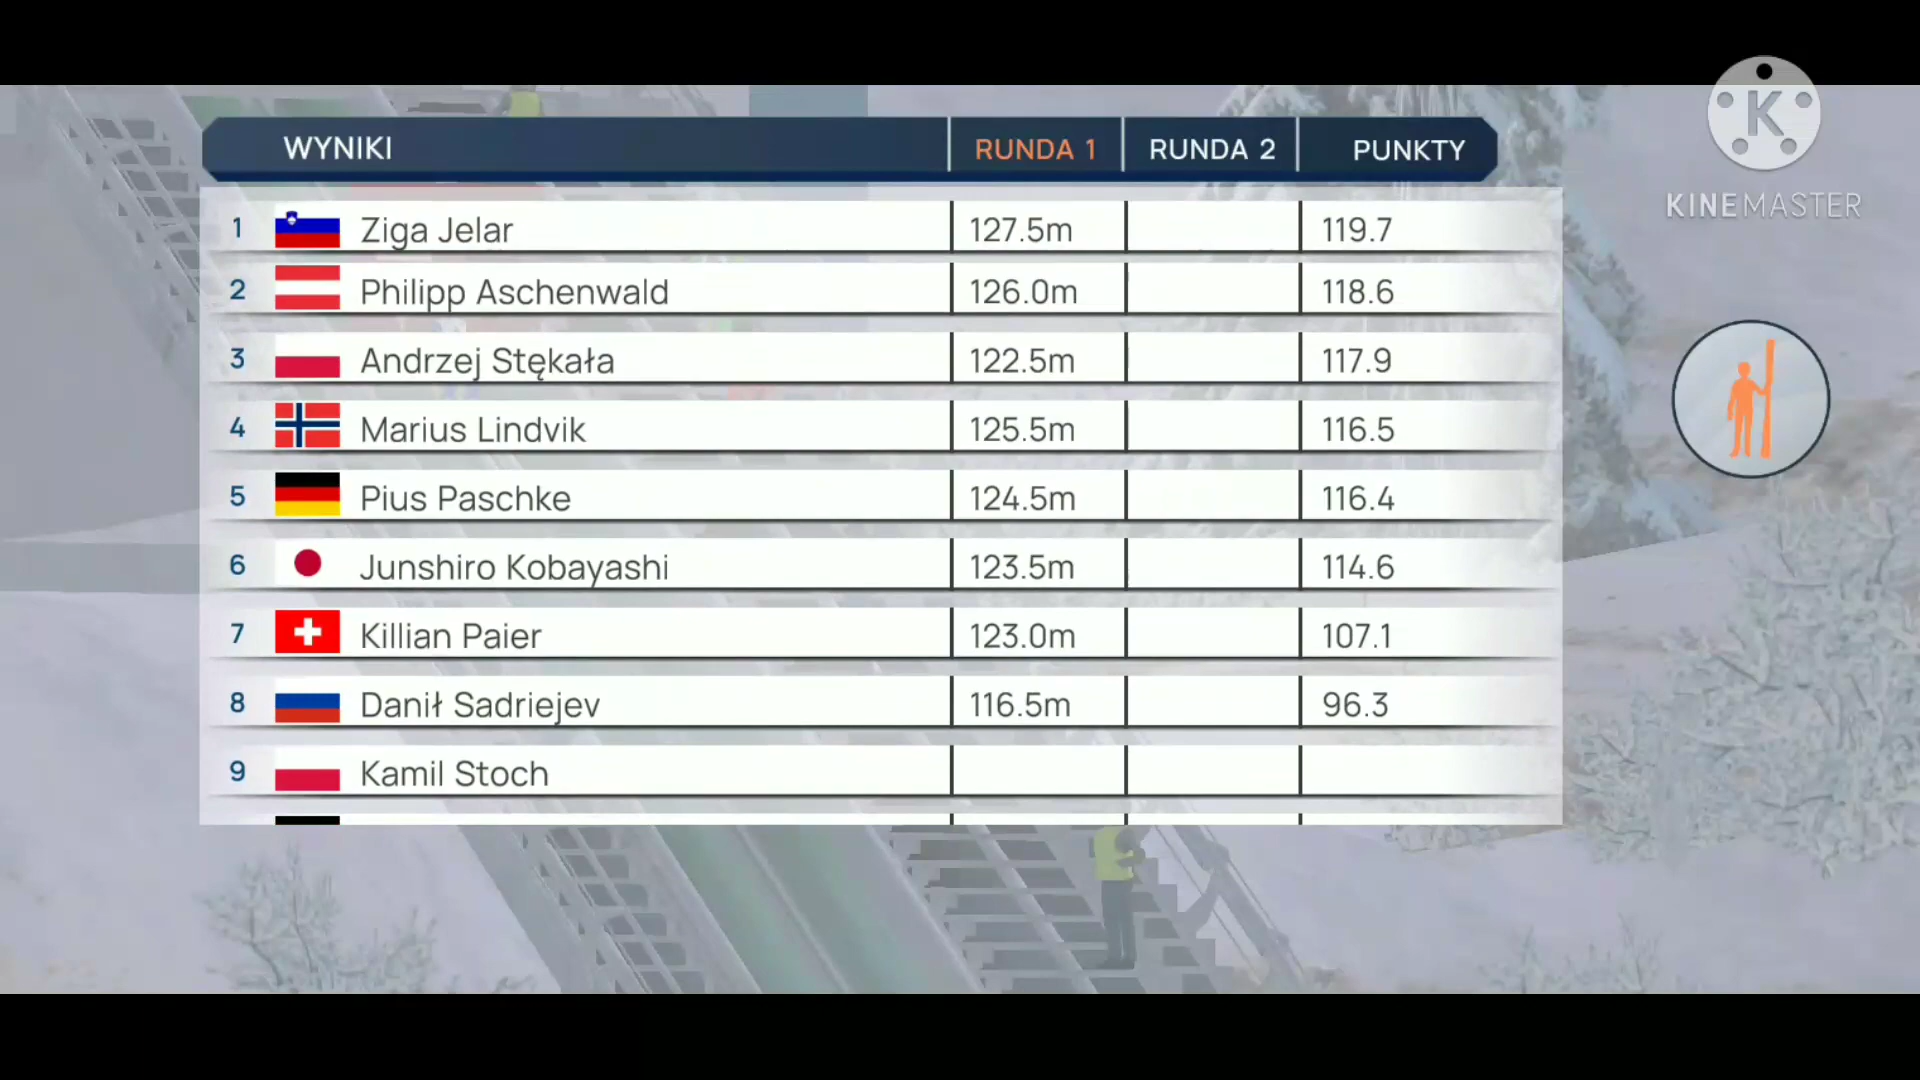 WYNIKI RUNDA 1 RUNDA 2 PUNKTY
1 Ziga Jelar 127.5m 119.7
2 Philipp Aschenwald 126.0m 118.6
3 Andrzej Stękała 122.5m 117.9
4 Marius Lindvik 125.5m 116.5
5 Pius Paschke 124.5m 116.4
6 Junshiro Kobayashi 123.5m 114.6
7 Killian Paier 123.0m 107.1
8 Danił Sadriejev 116.5m 96.3
9 Kamil Stoch
K
KINEMASTER